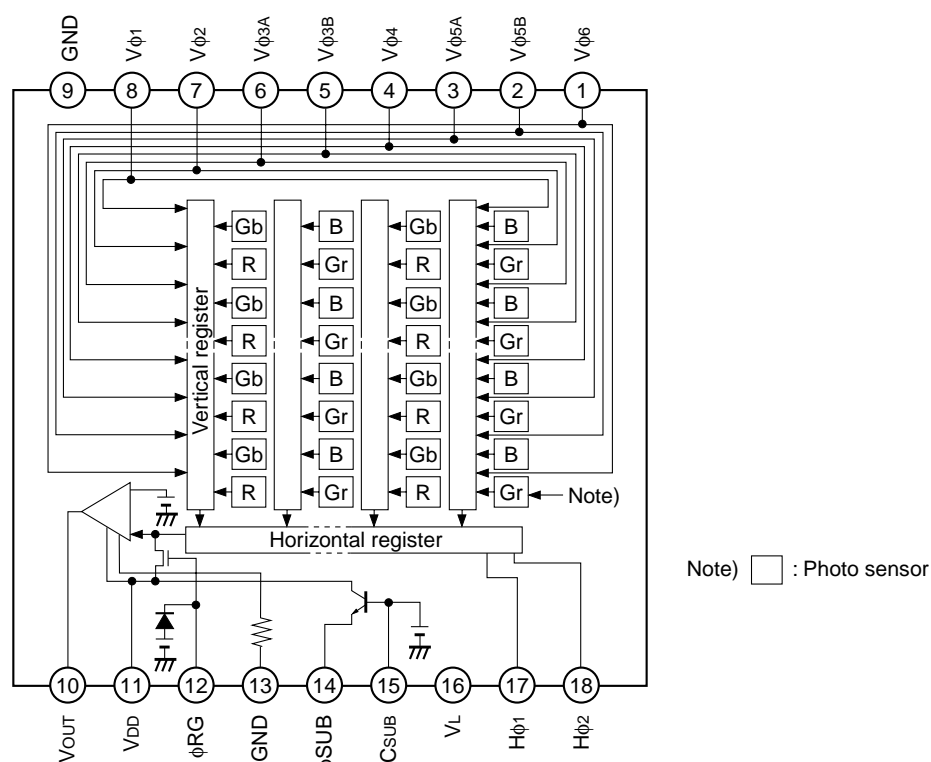 GND Vϕ1 Vϕ2 Vϕ3A Vϕ3B Vϕ4 Vϕ5A Vϕ5B Vϕ6
9 8 7 6 5 4 3 2 1
Gb B Gb B
R Gr R Gr
Gb B Gb B
R Gr R Gr
Gb B Gb B
R Gr R Gr
Gb B Gb B
R Gr R Gr
Vertical register
Note)
Horizontal register
Note) : Photo sensor
10 11 12 13 14 15 16 17 18
VOUT VDD ϕRG GND ϕSUB CSUB VL Hϕ1 Hϕ2